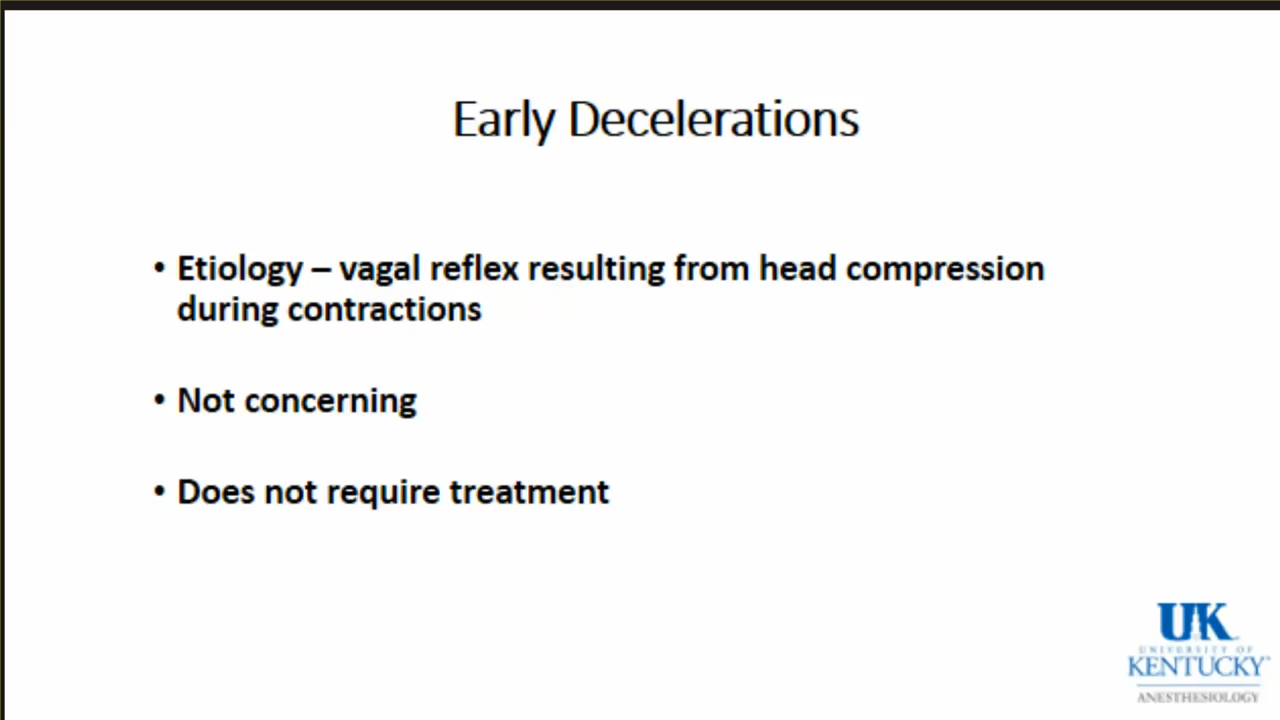 Early Decelerations
• Etiology – vagal reflex resulting from head compression
during contractions
• Not concerning
• Does not require treatment
UK
UNIVERSITY OF
KENTUCKY
ANESTHESIOLOGY